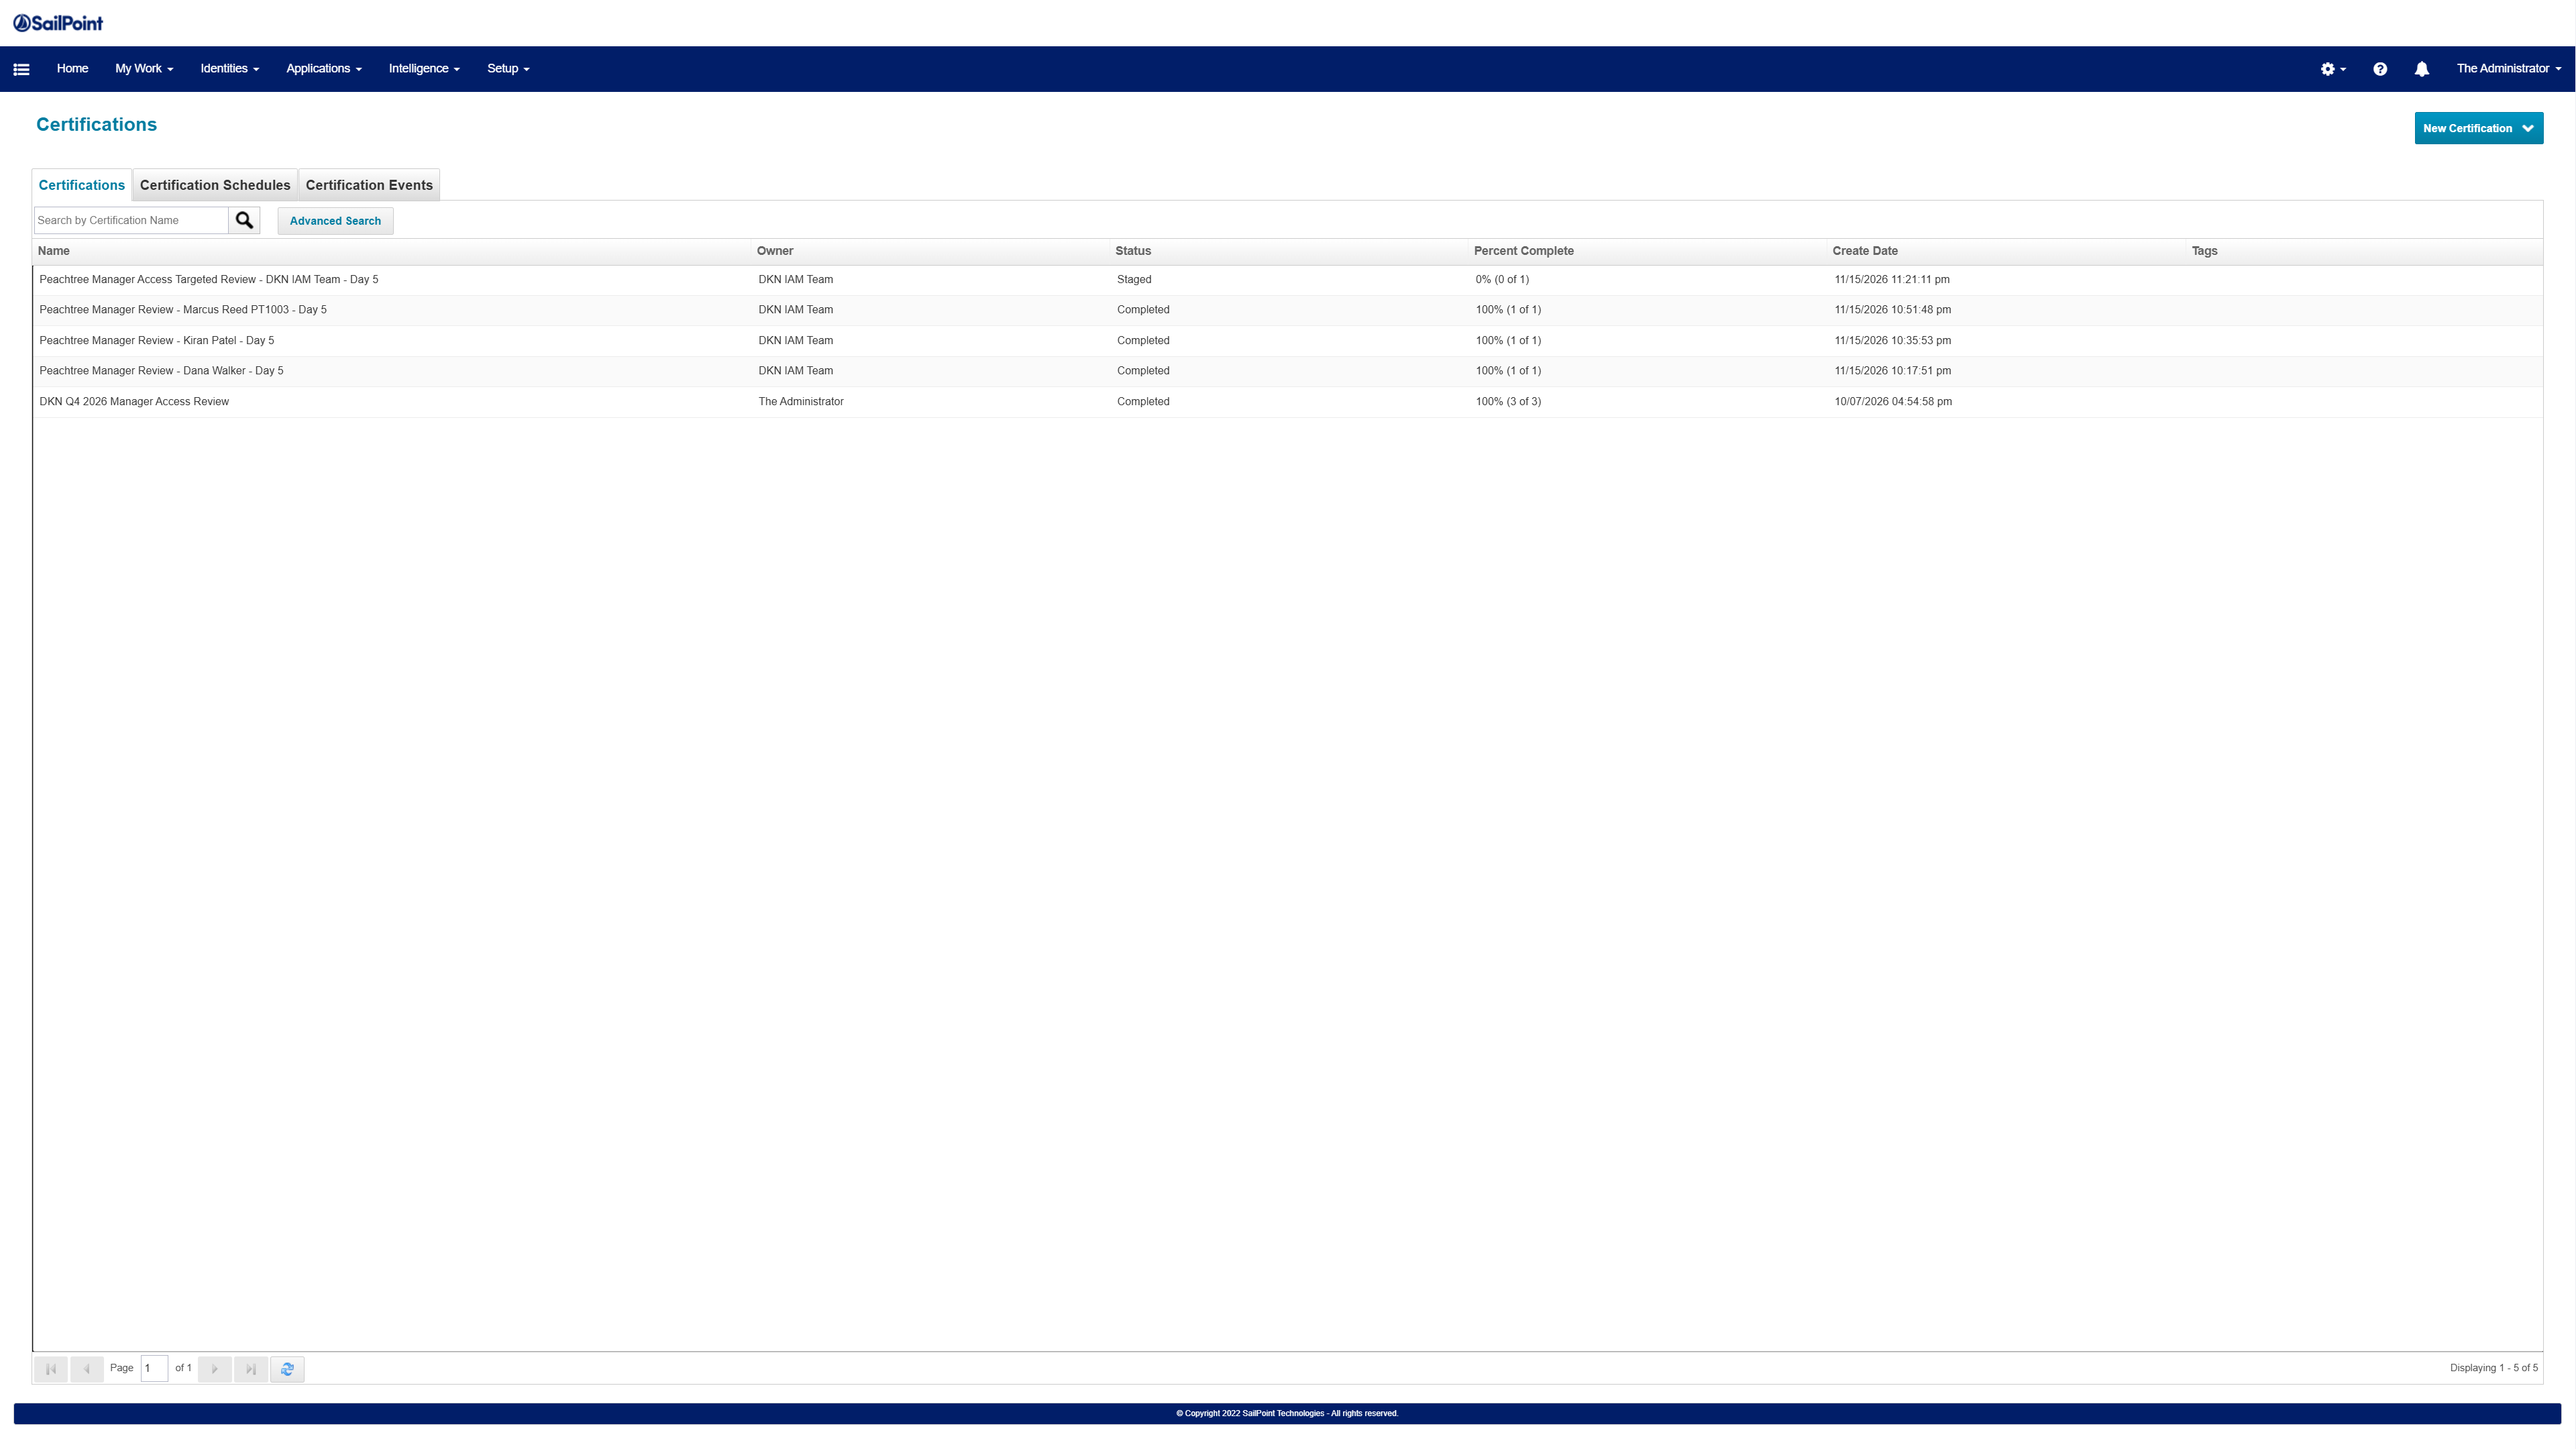 SailPoint
Home My Work Identities Applications Intelligence Setup The Administrator
Certifications
New Certification
Certifications Certification Schedules Certification Events
Search by Certification Name Advanced Search
Name Owner Status Percent Complete Create Date Tags
Peachtree Manager Access Targeted Review - DKN IAM Team - Day 5 DKN IAM Team Staged 0% (0 of 1) 11/15/2026 11:21:11 pm
Peachtree Manager Review - Marcus Reed PT1003 - Day 5 DKN IAM Team Completed 100% (1 of 1) 11/15/2026 10:51:48 pm
Peachtree Manager Review - Kiran Patel - Day 5 DKN IAM Team Completed 100% (1 of 1) 11/15/2026 10:35:53 pm
Peachtree Manager Review - Dana Walker - Day 5 DKN IAM Team Completed 100% (1 of 1) 11/15/2026 10:17:51 pm
DKN Q4 2026 Manager Access Review The Administrator Completed 100% (3 of 3) 10/07/2026 04:54:58 pm
Page 1 of 1 Displaying 1 - 5 of 5
© Copyright 2022 SailPoint Technologies - All rights reserved.